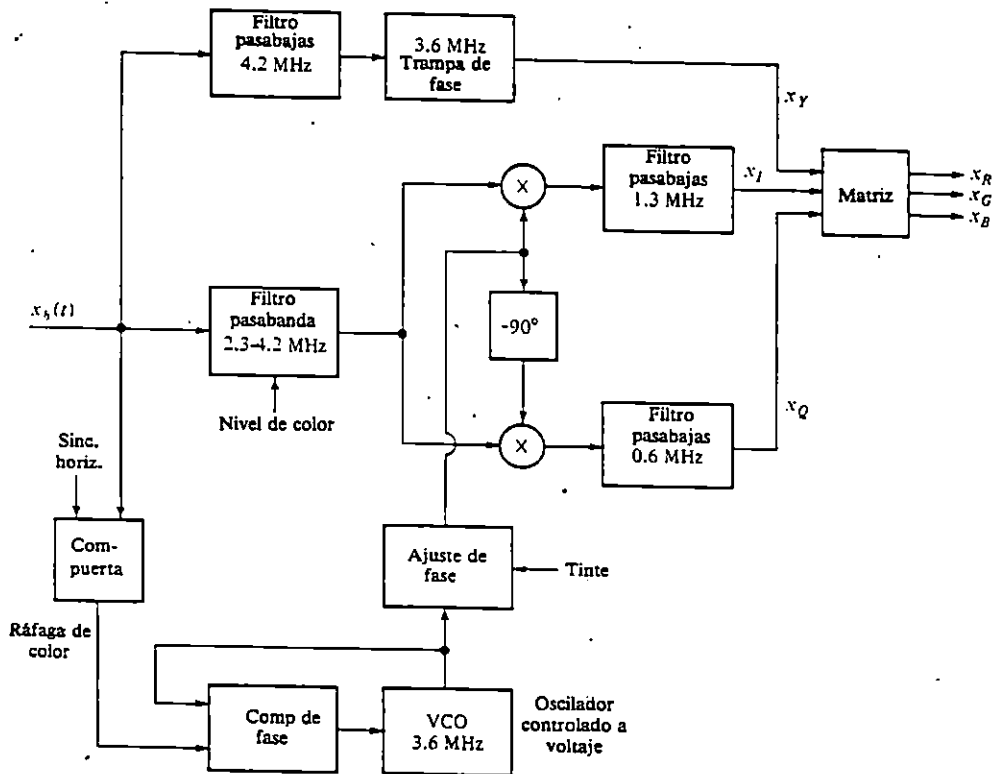 Filtro
pasabajas
4.2 MHz
3.6 MHz
Trampa de
fase
x_Y
Filtro
pasabajas
1.3 MHz
x_I
Matriz
x_R
x_G
x_B
X
x_b(t)
Filtro
pasabanda
2.3-4.2 MHz
-90°
Nivel de color
X
Filtro
pasabajas
0.6 MHz
x_Q
Sinc.
horiz.
Com-
puerta
Ajuste de
fase
Tinte
Ráfaga de
color
Comp de
fase
VCO
3.6 MHz
Oscilador
controlado a
voltaje